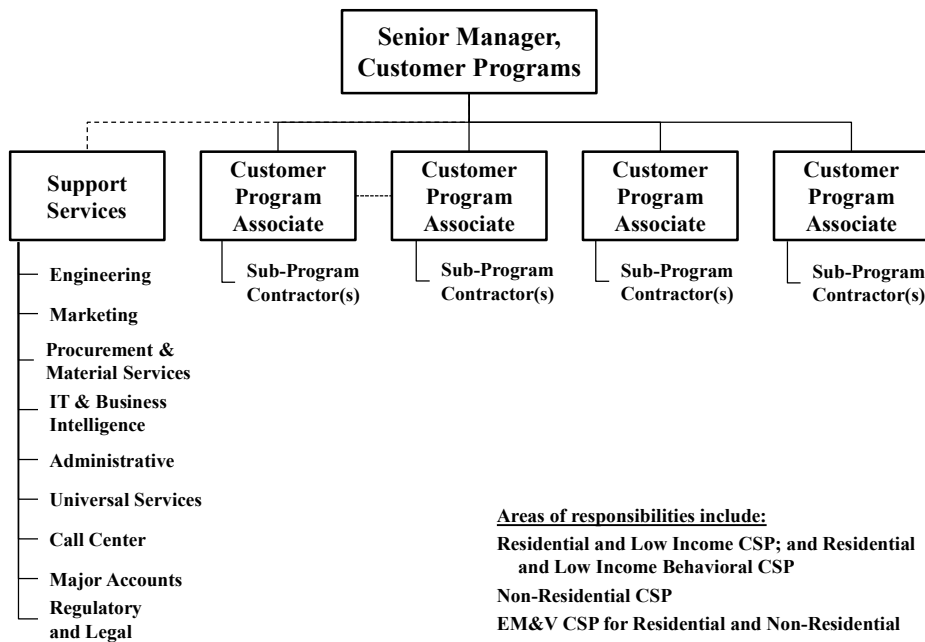 Senior Manager,
Customer Programs
Support
Services
Customer
Program
Associate
Customer
Program
Associate
Customer
Program
Associate
Customer
Program
Associate
Engineering
Marketing
Procurement &
Material Services
IT & Business
Intelligence
Administrative
Universal Services
Call Center
Major Accounts
Regulatory
and Legal
Sub-Program
Contractor(s)
Sub-Program
Contractor(s)
Sub-Program
Contractor(s)
Sub-Program
Contractor(s)
Areas of responsibilities include:
Residential and Low Income CSP; and Residential
and Low Income Behavioral CSP
Non-Residential CSP
EM&V CSP for Residential and Non-Residential